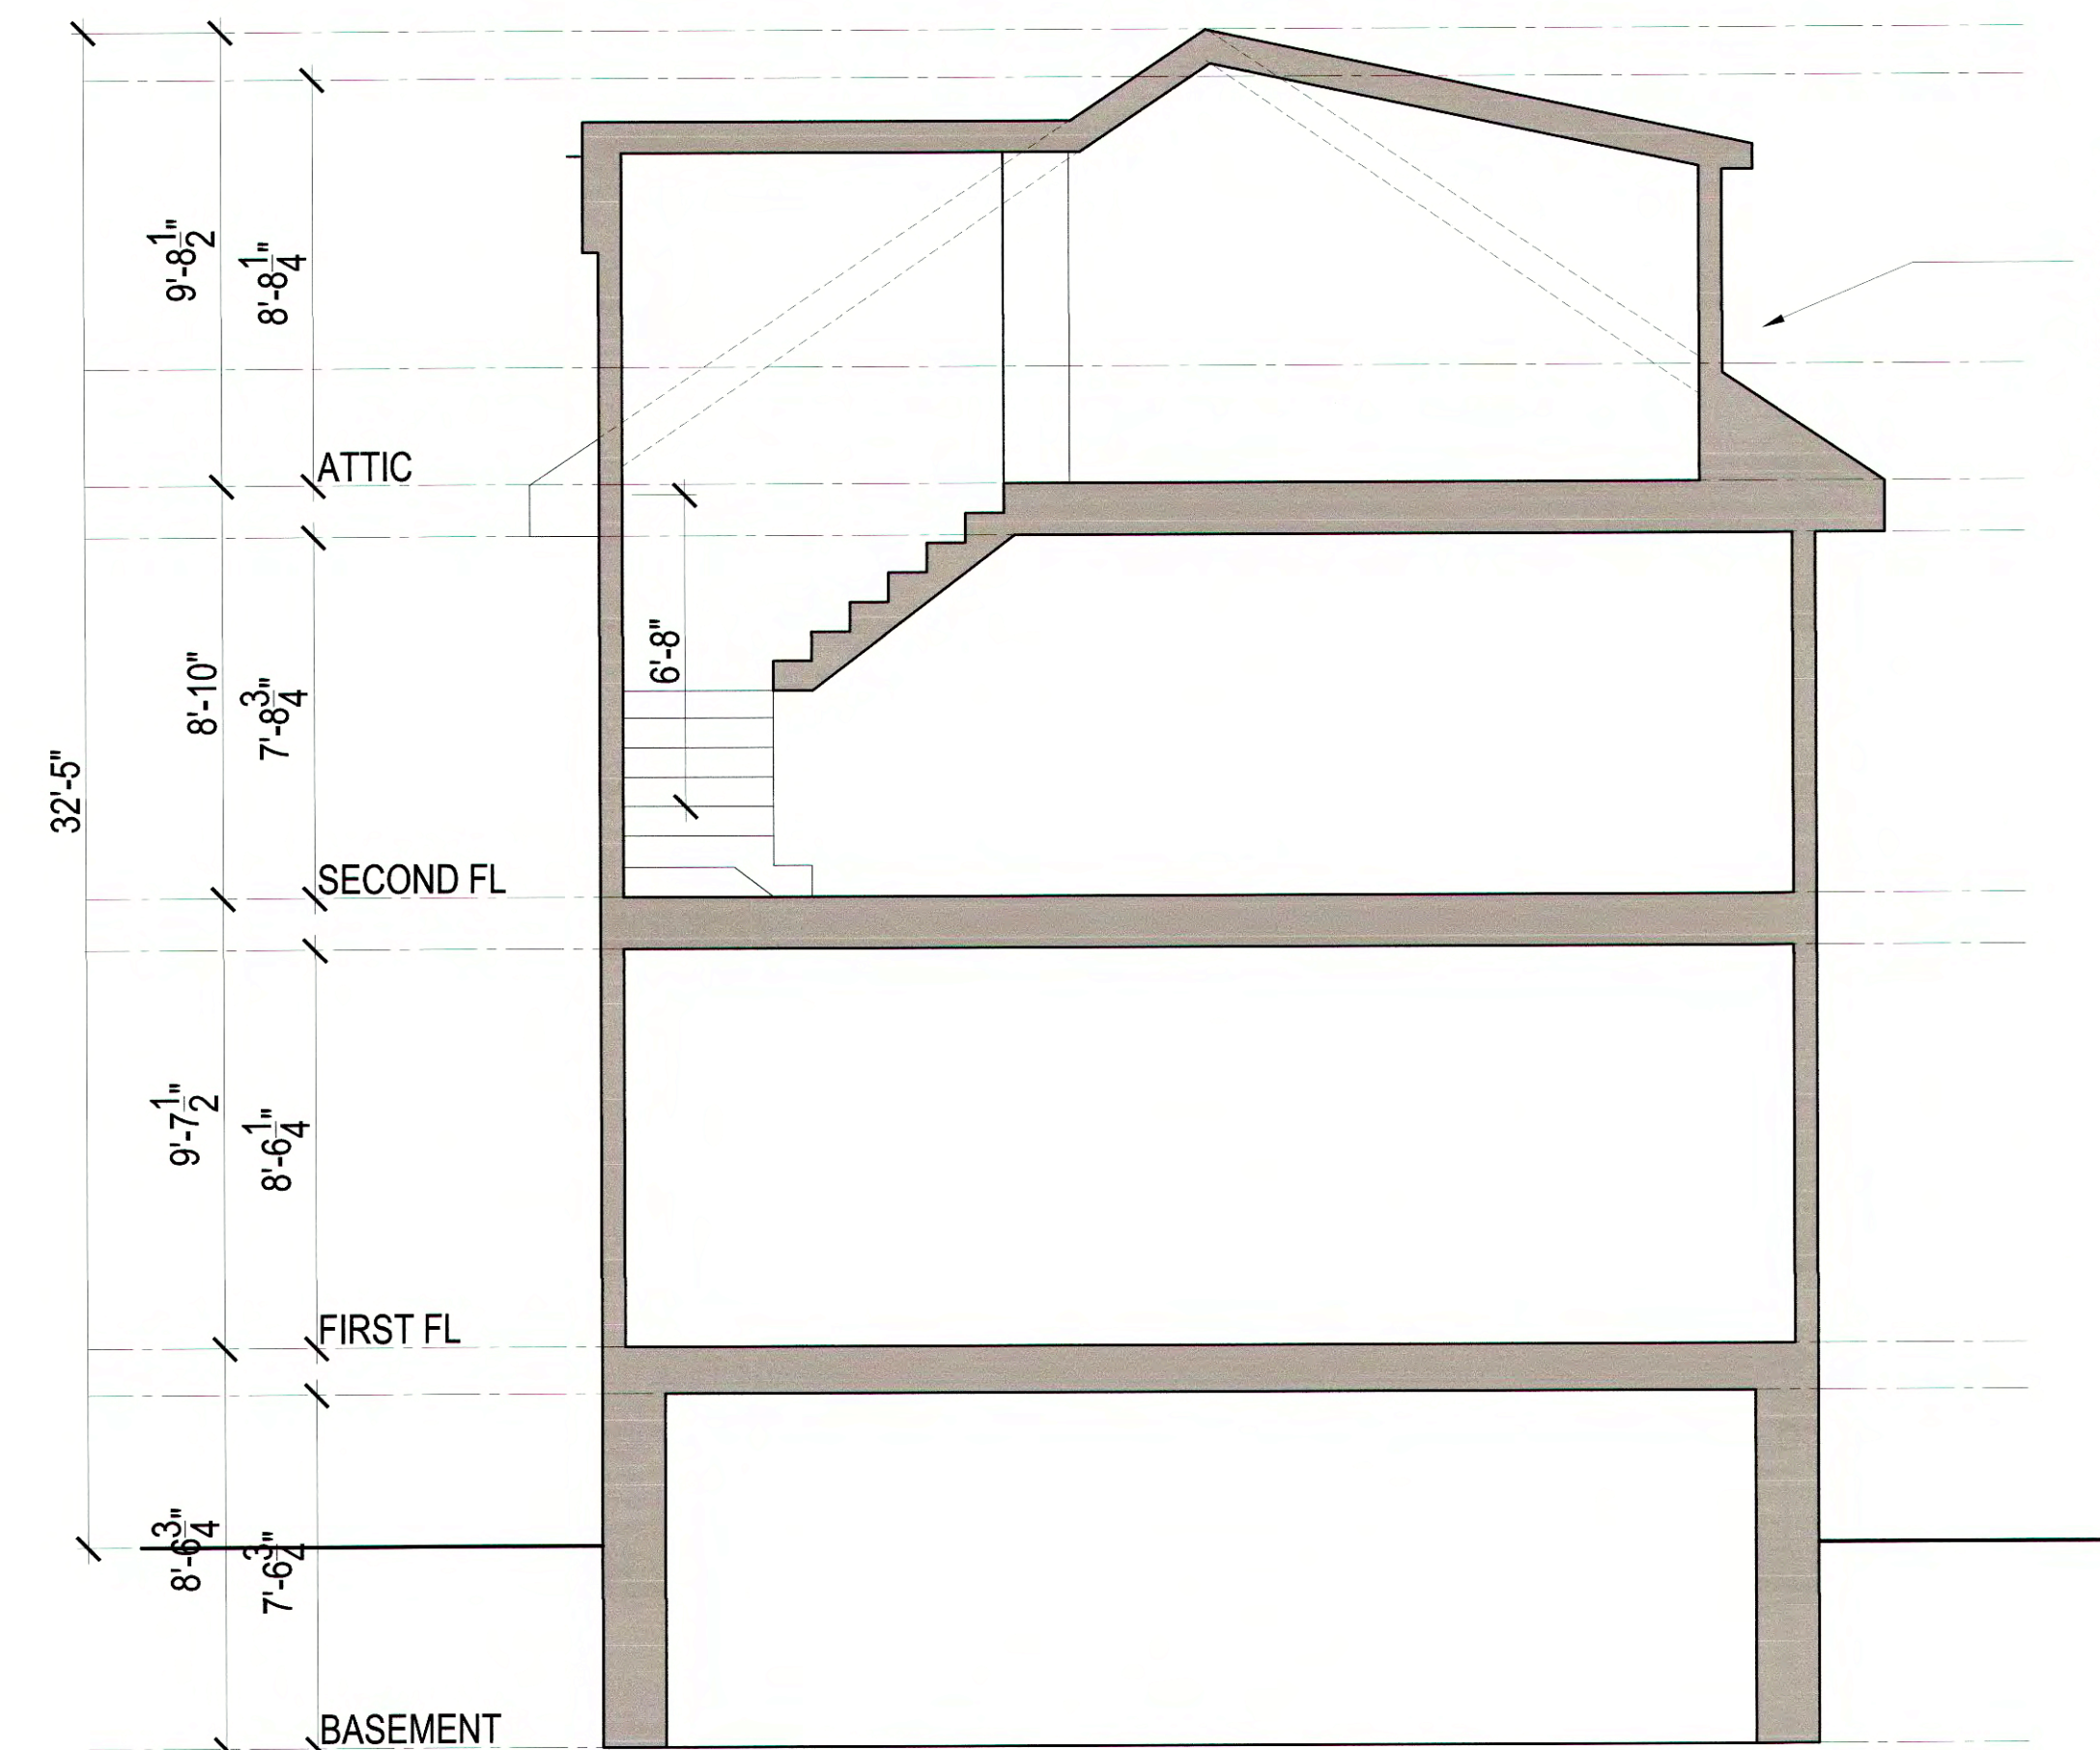 9'-8 1/2"
8'-8 1/4"
ATTIC
6'-8"
8'-10"
7'-8 3/4"
32'-5"
SECOND FL
9'-7 1/2"
8'-6 1/4"
FIRST FL
8'-6 3/4"
7'-6 3/4"
BASEMENT